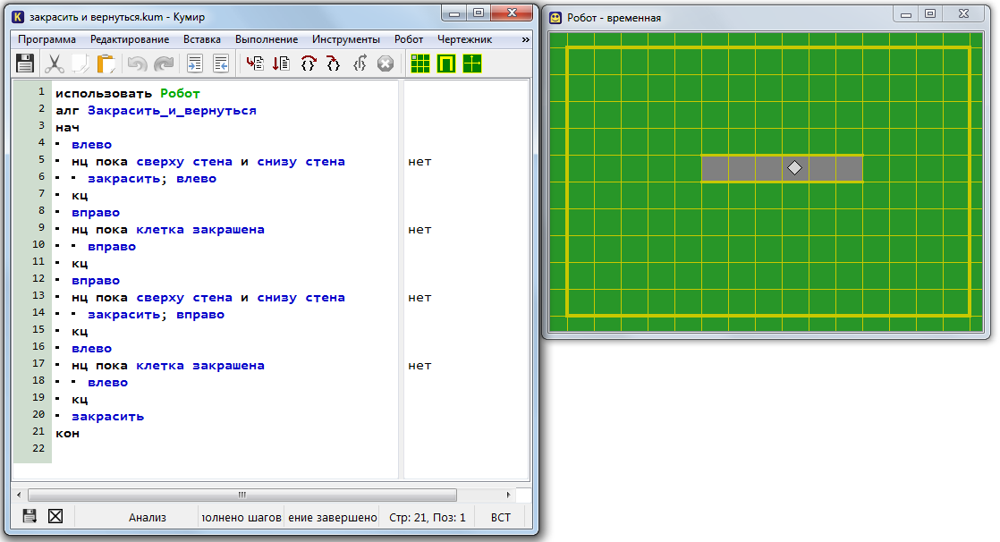 закрасить и вернуться.kum - Кумир
Программа Редактирование Вставка Выполнение Инструменты Робот Чертежник »
1 использовать Робот
2 алг Закрасить_и_вернуться
3 нач
4 влево
5 нц пока сверху стена и снизу стена нет
6 закрасить; влево
7 кц
8 вправо
9 нц пока клетка закрашена нет
10 вправо
11 кц
12 вправо
13 нц пока сверху стена и снизу стена нет
14 закрасить; вправо
15 кц
16 влево
17 нц пока клетка закрашена нет
18 влево
19 кц
20 закрасить
21 кон
22
Анализ олнено шагов ение завершено Стр: 21, Поз: 1 ВСТ
Робот - временная